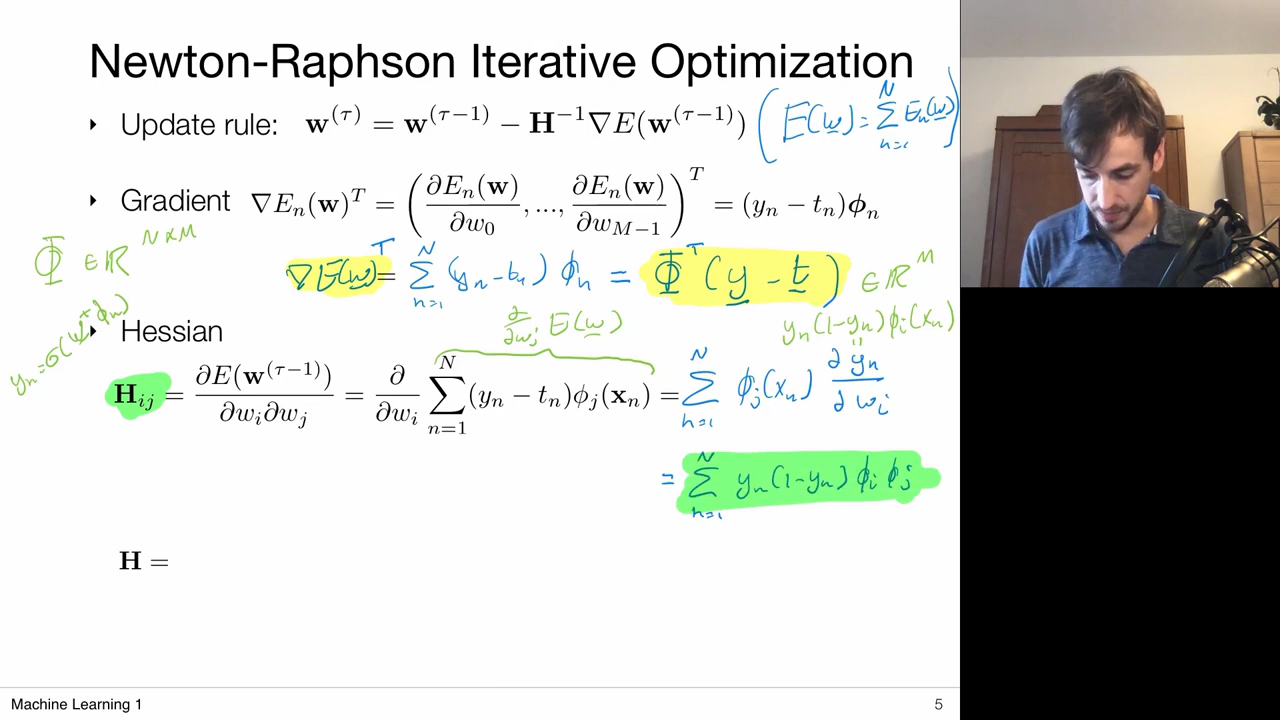 Newton-Raphson Iterative Optimization
‣ Update rule: w^(τ) = w^(τ−1) − H^−1 ∇E(w^(τ−1)) (E(w) = Σ_{n=1}^{N} E_n(w))
‣ Gradient ∇E_n(w)^T = (∂E_n(w)/∂w_0, ..., ∂E_n(w)/∂w_{M−1})^T = (y_n − t_n)ϕ_n
Φ ∈ ℝ^{N×M}
∇E(w)^T = Σ_{n=1}^{N} (y_n − t_n) ϕ_n = Φ^T (y − t) ∈ ℝ^M
y_n = σ(w^T ϕ_n)
‣ Hessian
∂/∂w_j E(w)
y_n(1−y_n)ϕ_i(x_n)
H_ij = ∂E(w^(τ−1))/∂w_i∂w_j = ∂/∂w_i Σ_{n=1}^{N} (y_n − t_n)ϕ_j(x_n) = Σ_{n=1}^{N} ϕ_j(x_n) ∂y_n/∂w_i
= Σ_{n=1}^{N} y_n(1−y_n) ϕ_i ϕ_j
H =
Machine Learning 1
5